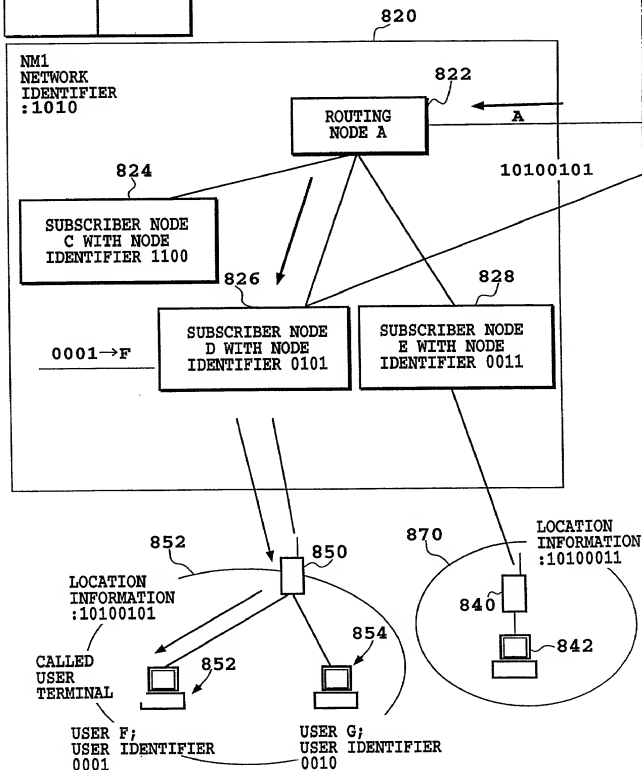 820
NM1
NETWORK
IDENTIFIER
:1010
822
ROUTING
NODE A
A
10100101
824
SUBSCRIBER NODE
C WITH NODE
IDENTIFIER 1100
826
SUBSCRIBER NODE
D WITH NODE
IDENTIFIER 0101
828
SUBSCRIBER NODE
E WITH NODE
IDENTIFIER 0011
0001→F
852
850
LOCATION
INFORMATION
:10100101
870
LOCATION
INFORMATION
:10100011
840
842
CALLED
USER
TERMINAL
852
854
USER F;
USER IDENTIFIER
0001
USER G;
USER IDENTIFIER
0010